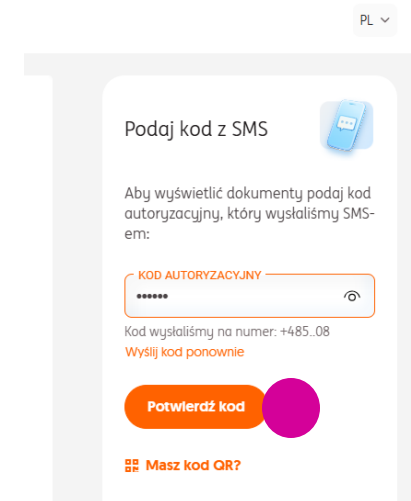 PL
Podaj kod z SMS
Aby wyświetlić dokumenty podaj kod
autoryzacyjny, który wysłaliśmy SMS-
em:
KOD AUTORYZACYJNY
••••••
Kod wysłaliśmy na numer: +485..08
Wyślij kod ponownie
Potwierdź kod
Masz kod QR?